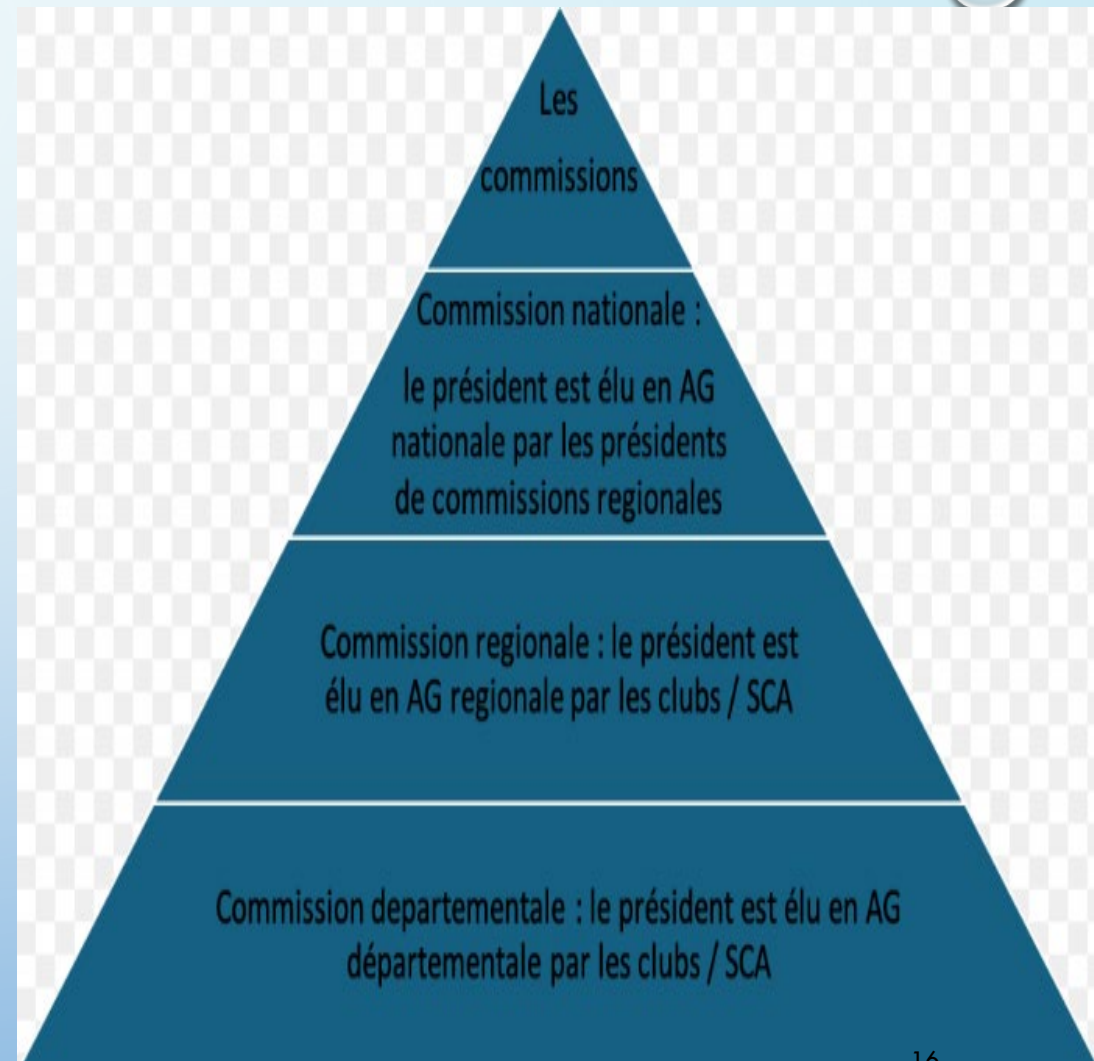 Les
commissions
Commission nationale :
le président est élu en AG
nationale par les présidents
de commissions regionales
Commission regionale : le président est
élu en AG regionale par les clubs / SCA
Commission departementale : le président est élu en AG
départementale par les clubs / SCA
16